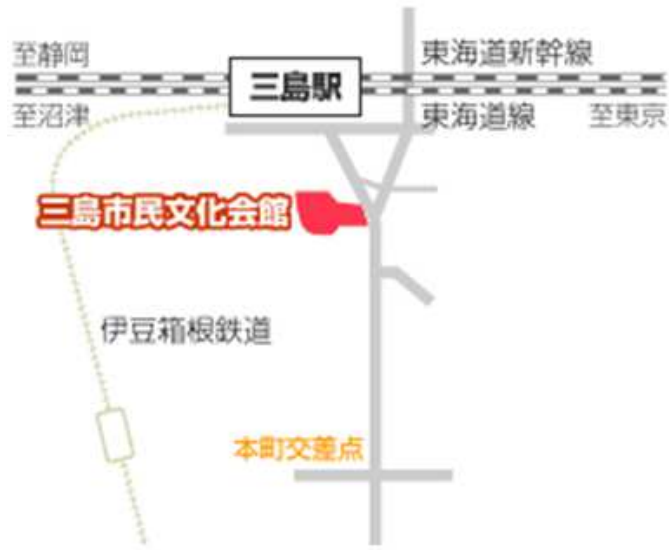 至静岡
東海道新幹線
三島駅
至沼津
東海道線
至東京
三島市民文化会館
伊豆箱根鉄道
本町交差点